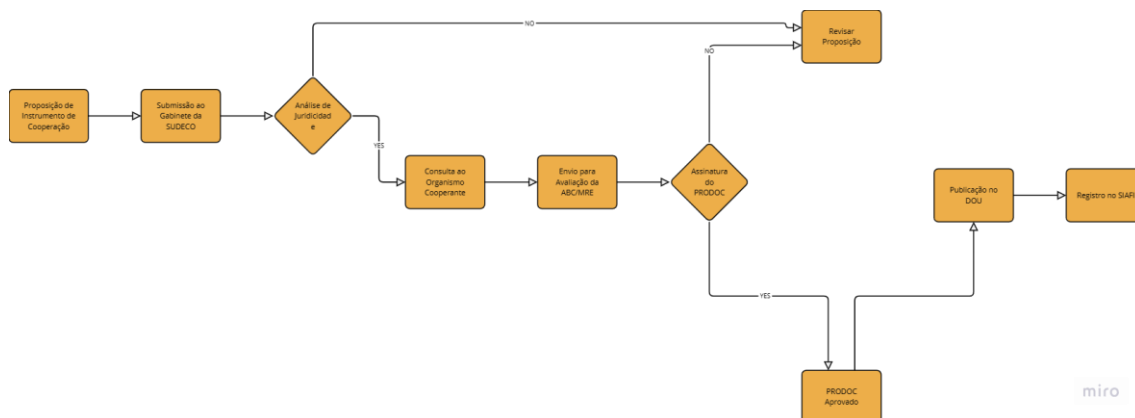 NO
Revisar
Proposição
NO
Proposição de
Instrumento de
Cooperação
Submissão ao
Gabinete da
SUDECO
Análise de
Juridicidad
e
YES
Consulta ao
Organismo
Cooperante
Envio para
Avaliação da
ABC/MRE
Assinatura
do
PRODOC
YES
Publicação no
DOU
Registro no SIAFI
PRODOC
Aprovado
miro